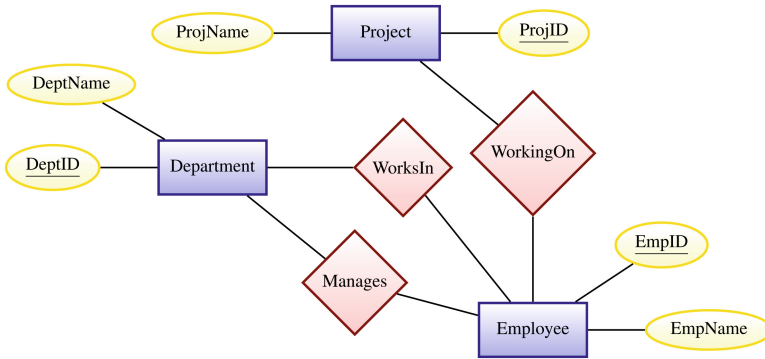 ProjName
Project
ProjID
DeptName
DeptID
Department
WorksIn
WorkingOn
Manages
EmpID
Employee
EmpName